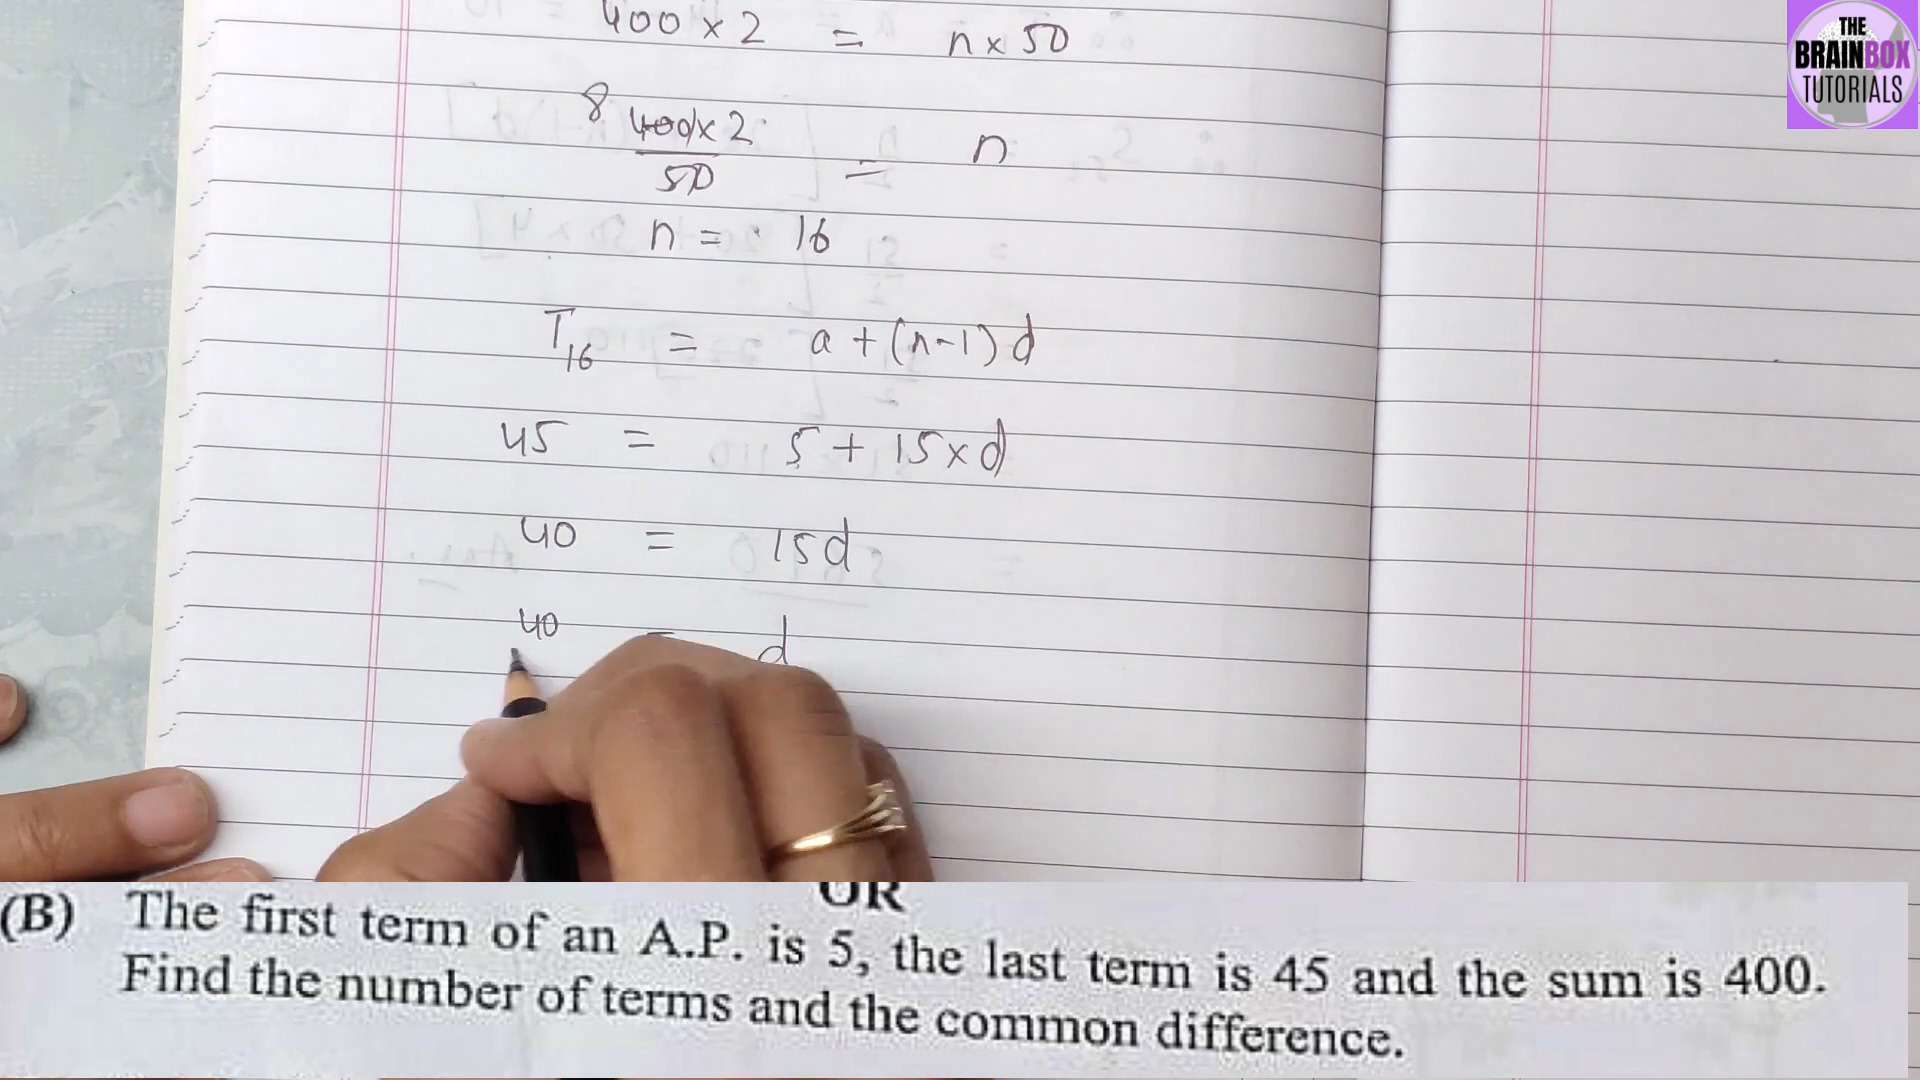 THE
BRAINBOX
TUTORIALS
400 × 2 = n × 50
8 400 × 2
50
= n
n = 16
T16 = a + (n-1) d
45 = 5 + 15 × d
40 = 15d
40 = d
OR
(B) The first term of an A.P. is 5, the last term is 45 and the sum is 400.
Find the number of terms and the common difference.